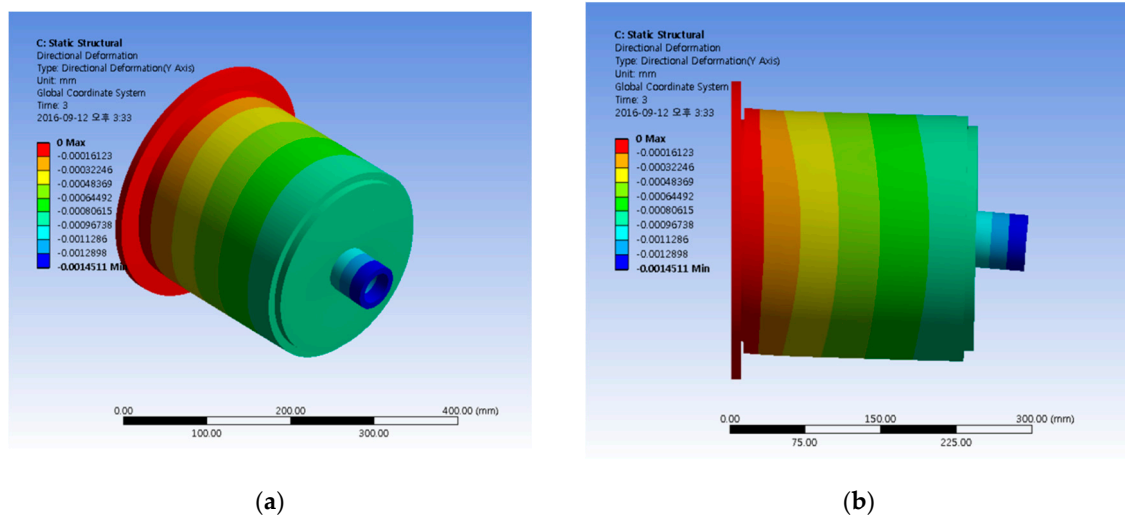 C: Static Structural
Directional Deformation
Type: Directional Deformation(Y Axis)
Unit: mm
Global Coordinate System
Time: 3
2016-09-12 오후 3:33
0 Max
-0.00016123
-0.00032246
-0.00048369
-0.00064492
-0.00080615
-0.00096738
-0.0011286
-0.0012898
-0.0014511 Min
0.00 200.00 400.00 (mm)
100.00 300.00
(a)
C: Static Structural
Directional Deformation
Type: Directional Deformation(Y Axis)
Unit: mm
Global Coordinate System
Time: 3
2016-09-12 오후 3:33
0 Max
-0.00016123
-0.00032246
-0.00048369
-0.00064492
-0.00080615
-0.00096738
-0.0011286
-0.0012898
-0.0014511 Min
0.00 150.00 300.00 (mm)
75.00 225.00
(b)